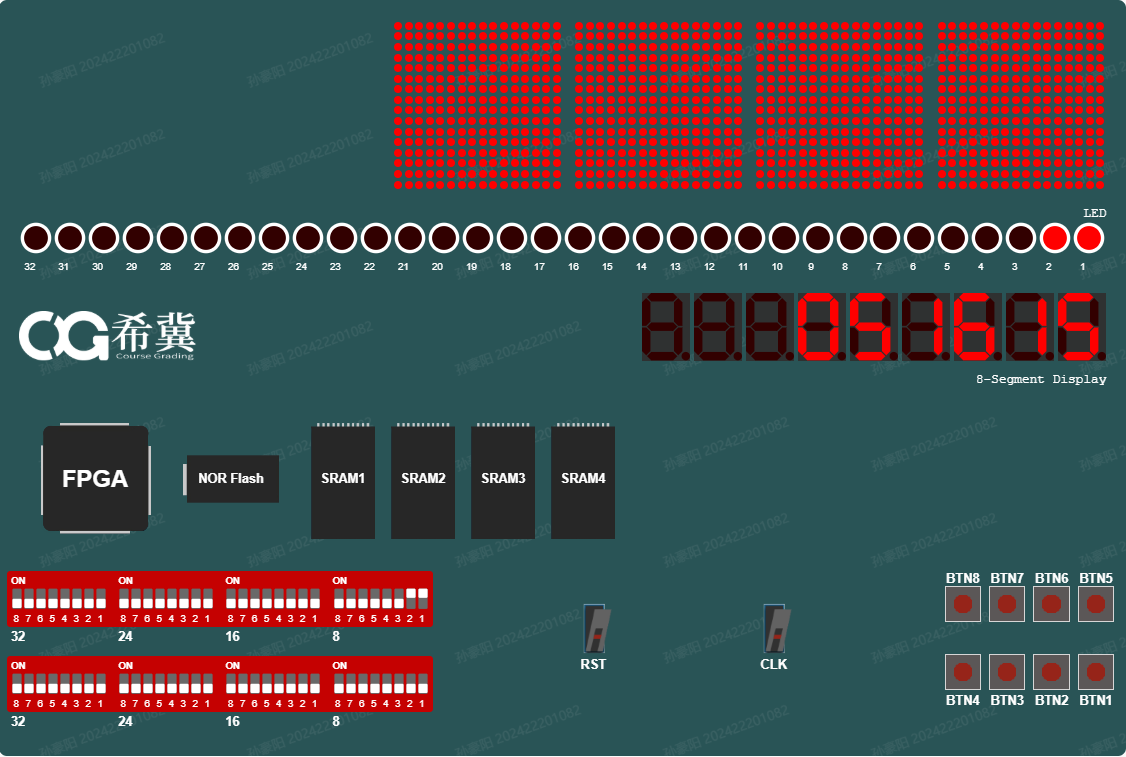 LED
32 31 30 29 28 27 26 25 24 23 22 21 20 19 18 17 16 15 14 13 12 11 10 9 8 7 6 5 4 3 2 1
CG希冀
Course Grading
051615
8-Segment Display
FPGA
NOR Flash
SRAM1
SRAM2
SRAM3
SRAM4
ON ON ON ON
8 7 6 5 4 3 2 1 8 7 6 5 4 3 2 1 8 7 6 5 4 3 2 1 8 7 6 5 4 3 2 1
32 24 16 8
ON ON ON ON
8 7 6 5 4 3 2 1 8 7 6 5 4 3 2 1 8 7 6 5 4 3 2 1 8 7 6 5 4 3 2 1
32 24 16 8
RST
CLK
BTN8 BTN7 BTN6 BTN5
BTN4 BTN3 BTN2 BTN1
202422201082